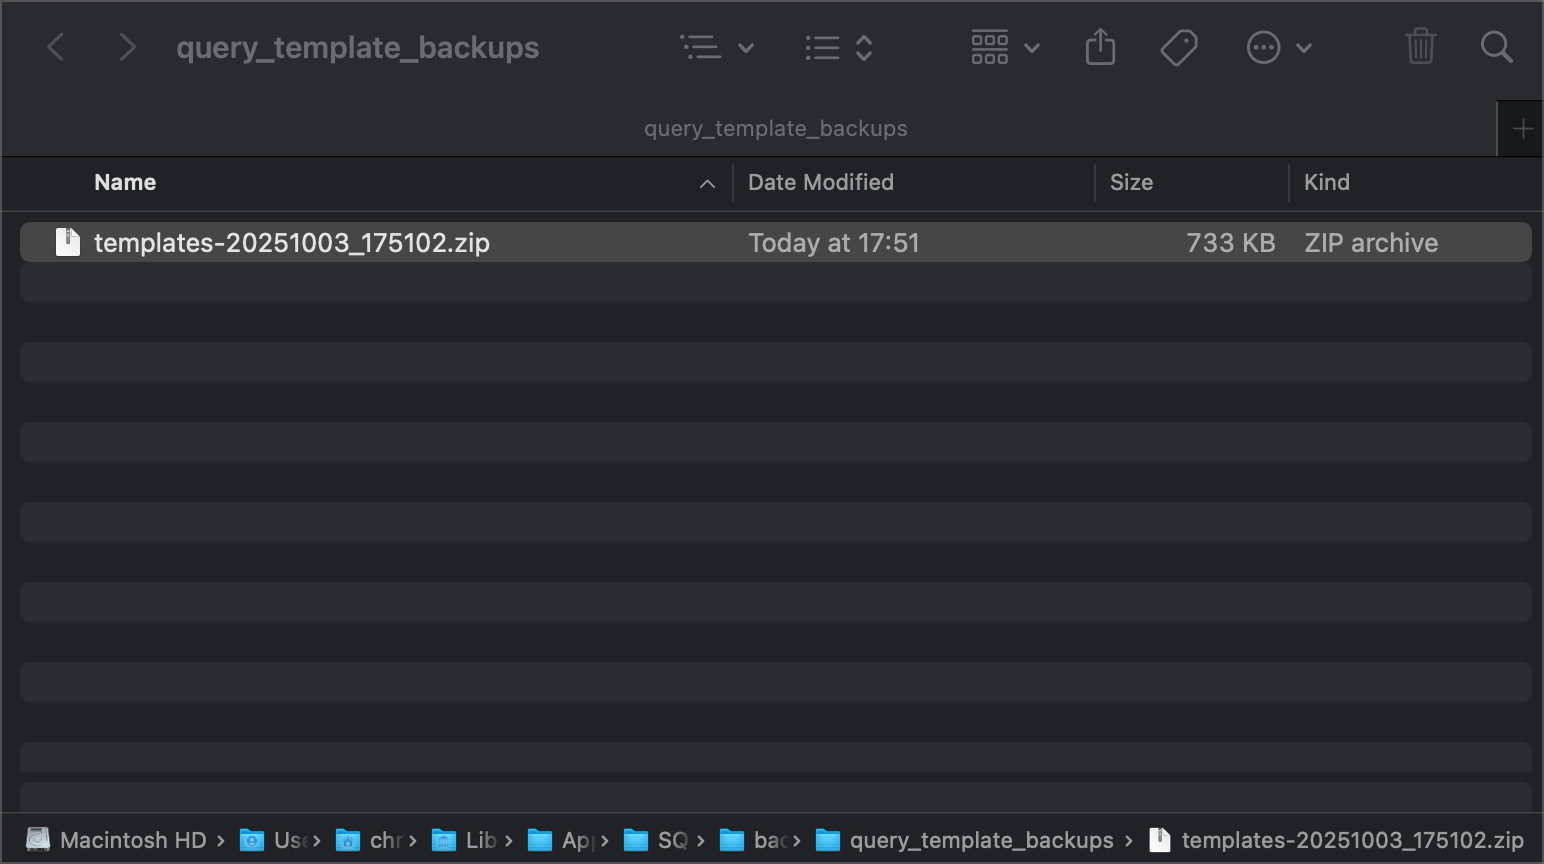 query_template_backups
query_template_backups
Name Date Modified Size Kind
templates-20251003_175102.zip Today at 17:51 733 KB ZIP archive
Macintosh HD Use chr Lib Ap SQ bac query_template_backups templates-20251003_175102.zip